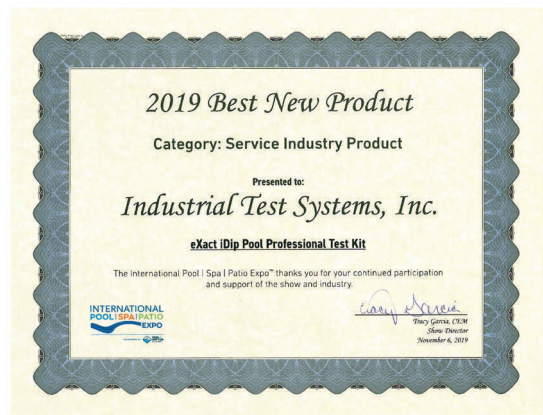 2019 Best New Product
Category: Service Industry Product
Presented to:
Industrial Test Systems, Inc.
eXact iDip Pool Professional Test Kit
The International Pool | Spa | Patio Expo™ thanks you for your continued participation
and support of the show and industry.
INTERNATIONAL
POOL|SPA|PATIO
EXPO
Tracy Garcia
Tracy Garcia, CEM
Show Director
November 6, 2019